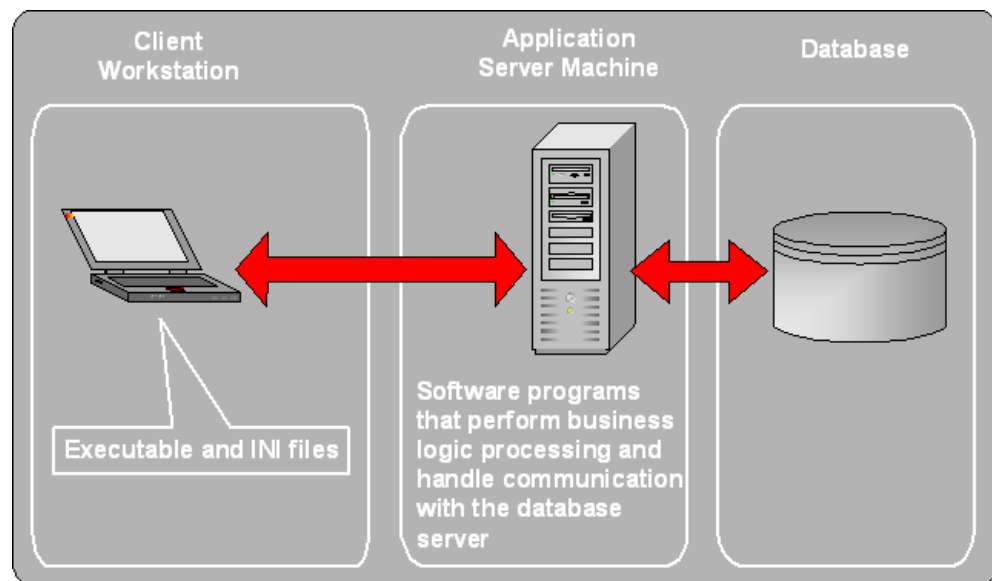 Client
Workstation
Application
Server Machine
Database
Executable and INI files
Software programs
that perform business
logic processing and
handle communication
with the database
server